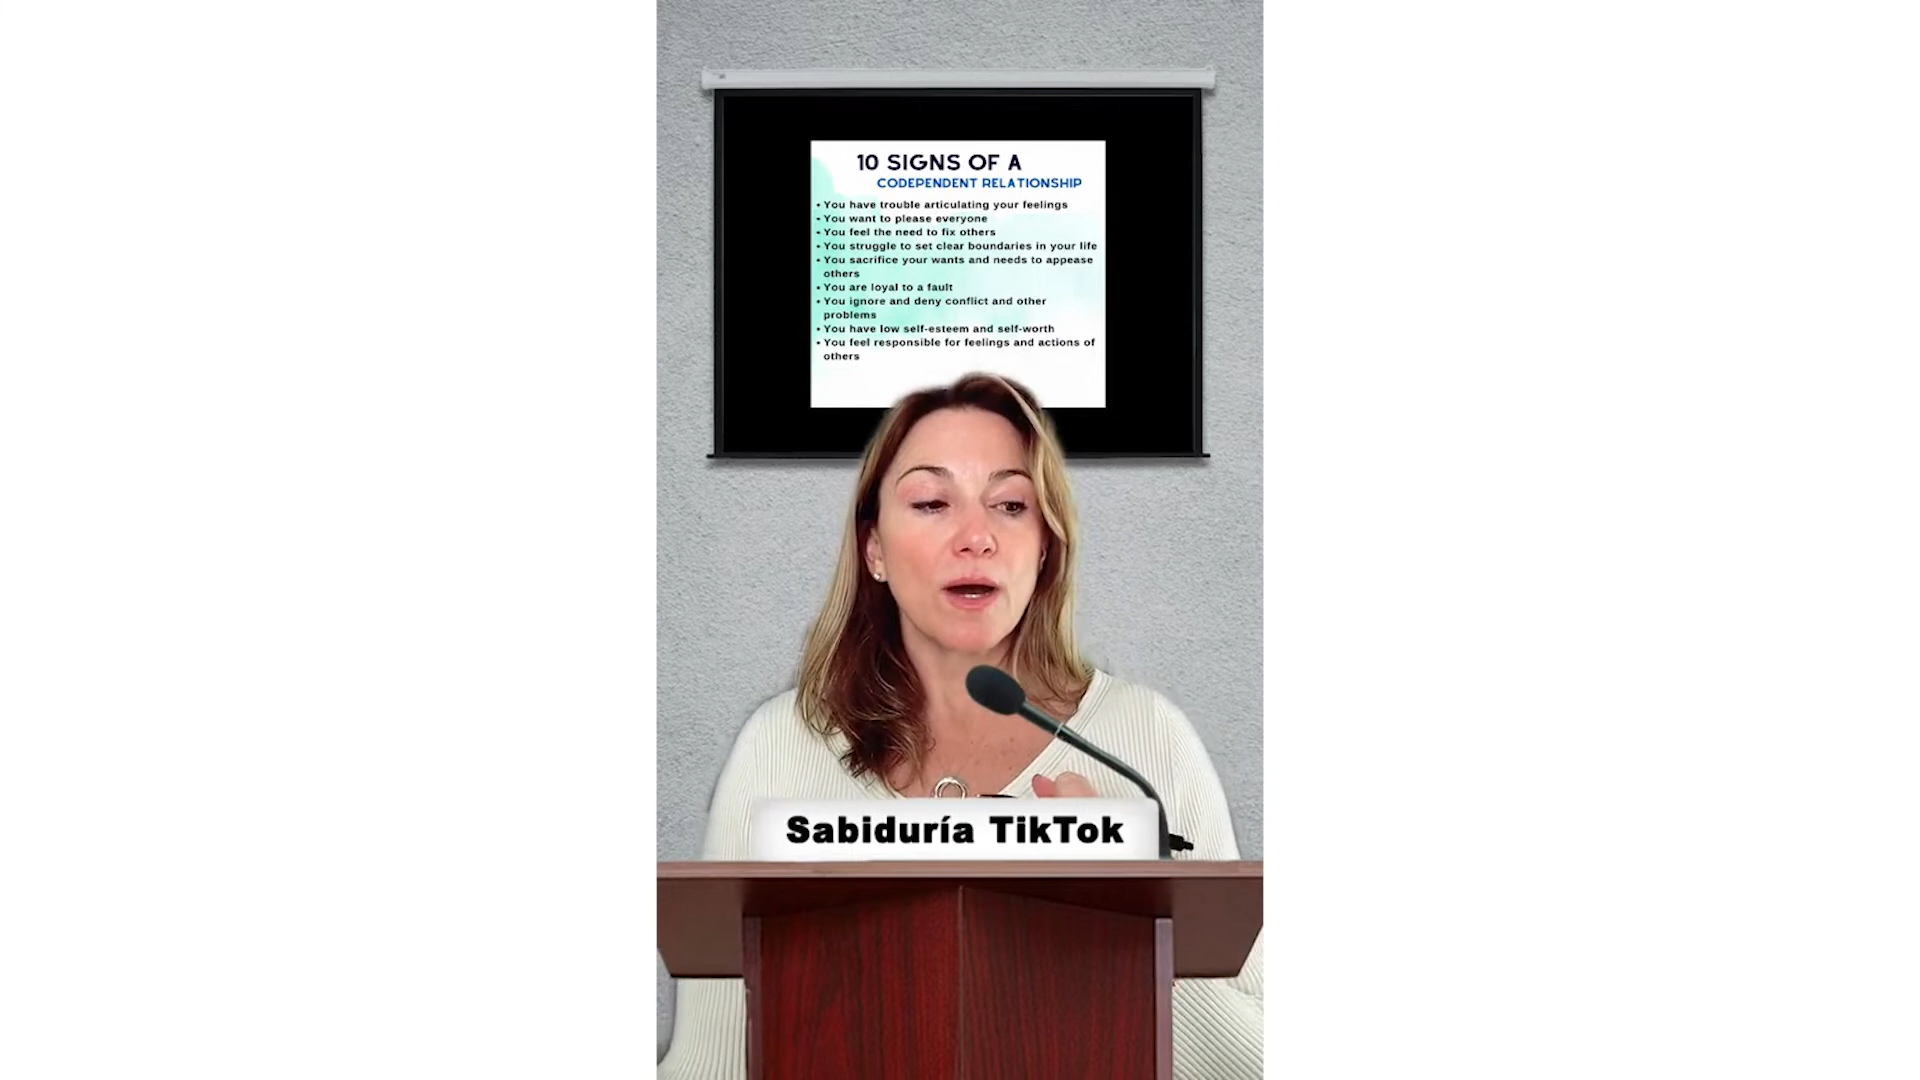 10 SIGNS OF A
CODEPENDENT RELATIONSHIP
• You have trouble articulating your feelings
• You want to please everyone
• You feel the need to fix others
• You struggle to set clear boundaries in your life
• You sacrifice your wants and needs to appease
others
• You are loyal to a fault
• You ignore and deny conflict and other
problems
• You have low self-esteem and self-worth
• You feel responsible for feelings and actions of
others
Sabiduría TikTok